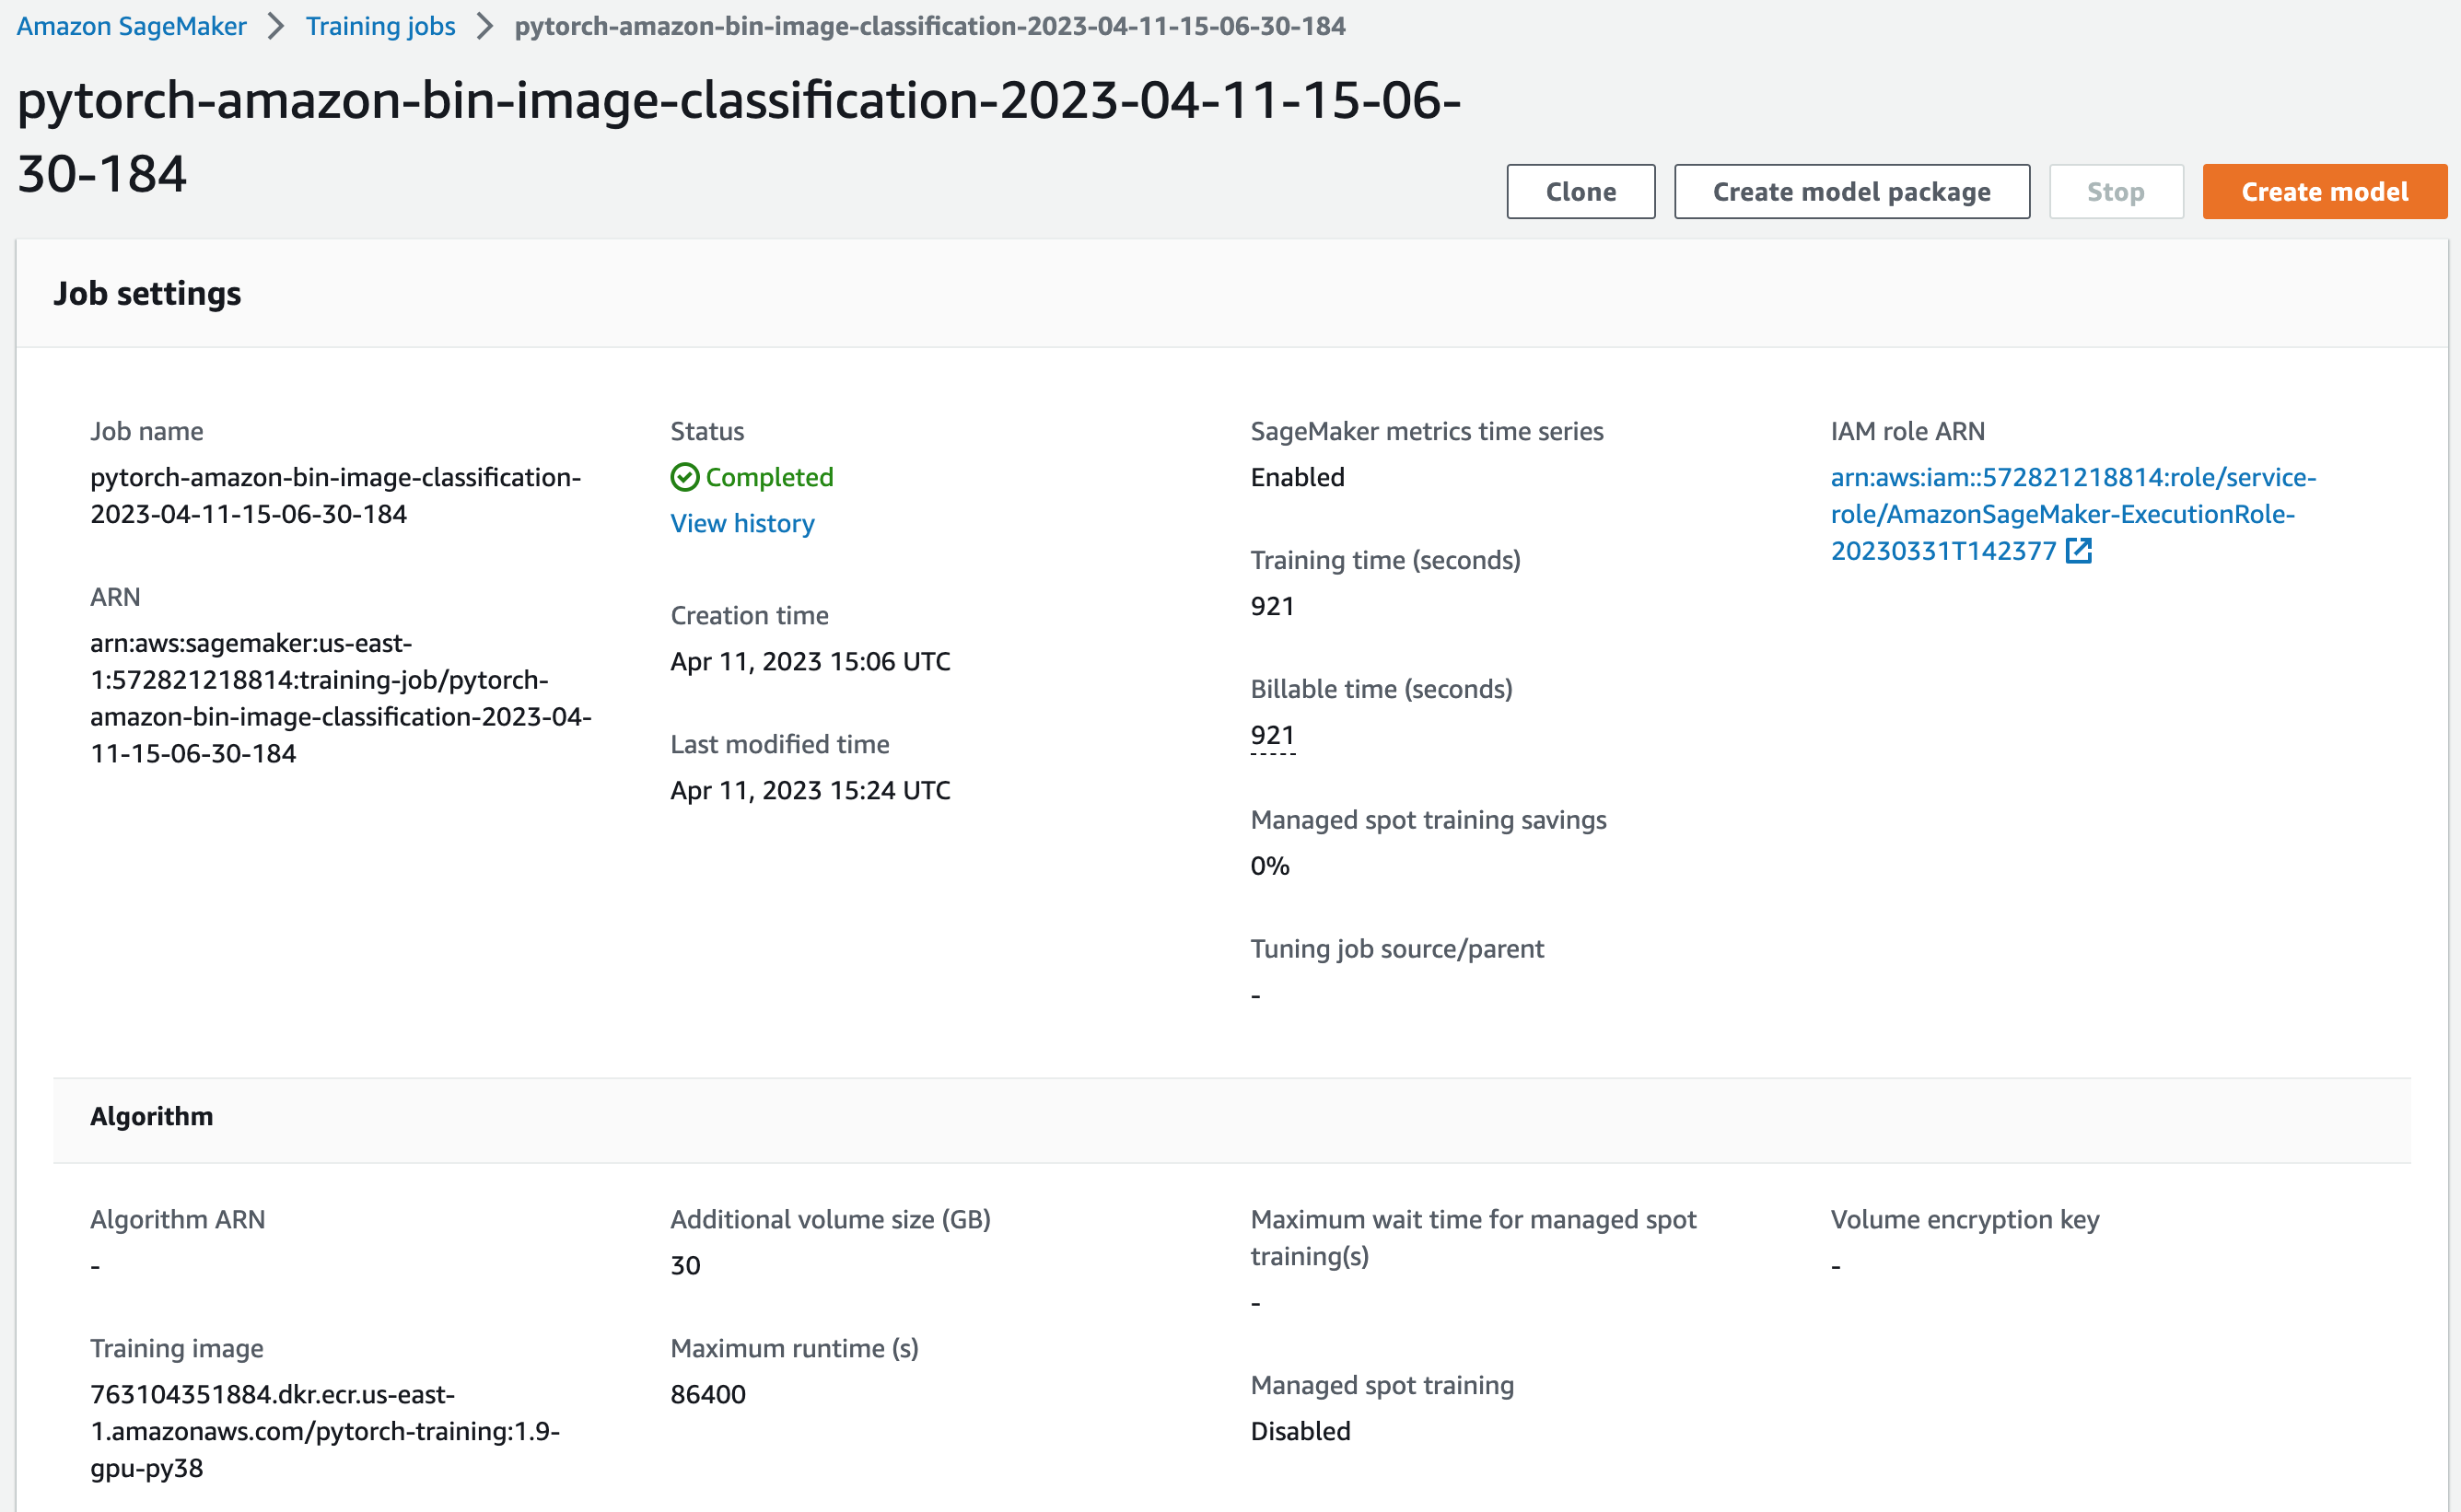 Amazon SageMaker > Training jobs > pytorch-amazon-bin-image-classification-2023-04-11-15-06-30-184
pytorch-amazon-bin-image-classification-2023-04-11-15-06-
30-184
Clone
Create model package
Stop
Create model
Job settings
Job name
pytorch-amazon-bin-image-classification-
2023-04-11-15-06-30-184
ARN
arn:aws:sagemaker:us-east-
1:572821218814:training-job/pytorch-
amazon-bin-image-classification-2023-04-
11-15-06-30-184
Status
Completed
View history
Creation time
Apr 11, 2023 15:06 UTC
Last modified time
Apr 11, 2023 15:24 UTC
SageMaker metrics time series
Enabled
Training time (seconds)
921
Billable time (seconds)
921
Managed spot training savings
0%
Tuning job source/parent
-
IAM role ARN
arn:aws:iam::572821218814:role/service-
role/AmazonSageMaker-ExecutionRole-
20230331T142377
Algorithm
Algorithm ARN
-
Training image
763104351884.dkr.ecr.us-east-
1.amazonaws.com/pytorch-training:1.9-
gpu-py38
Additional volume size (GB)
30
Maximum runtime (s)
86400
Maximum wait time for managed spot
training(s)
-
Managed spot training
Disabled
Volume encryption key
-